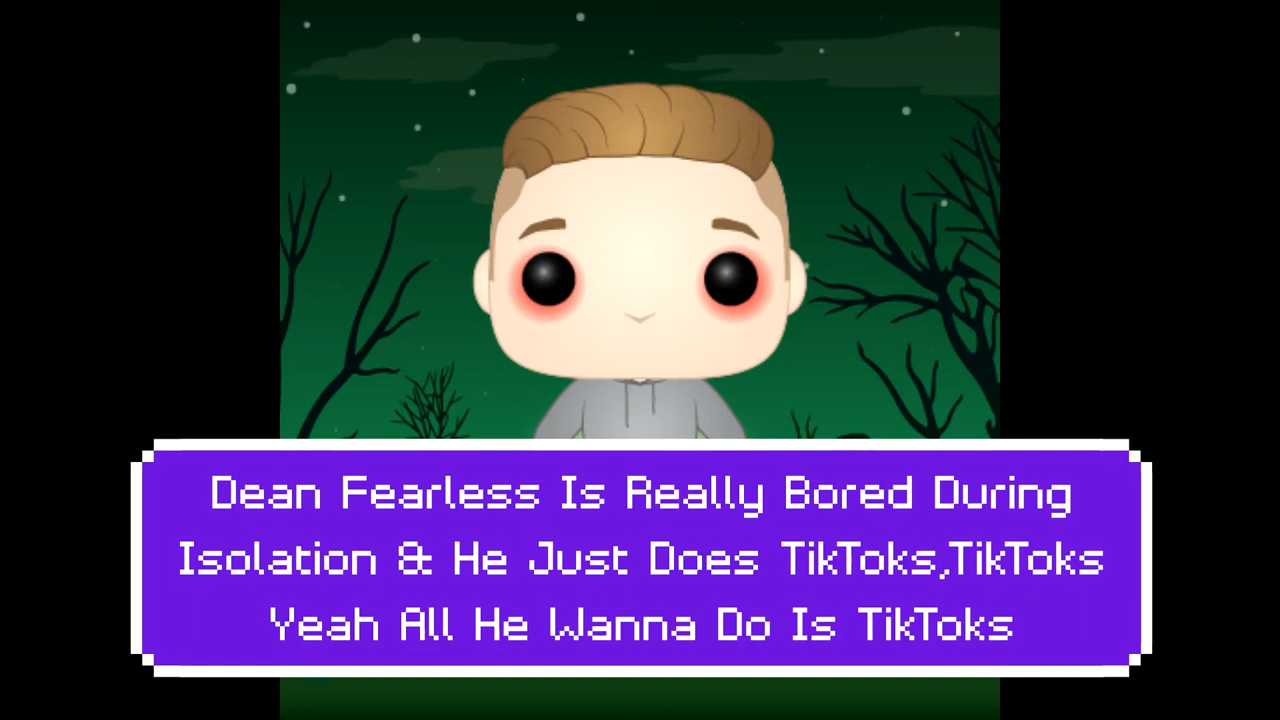 Dean Fearless Is Really Bored During
Isolation & He Just Does TikToks,TikToks
Yeah All He Wanna Do Is TikToks